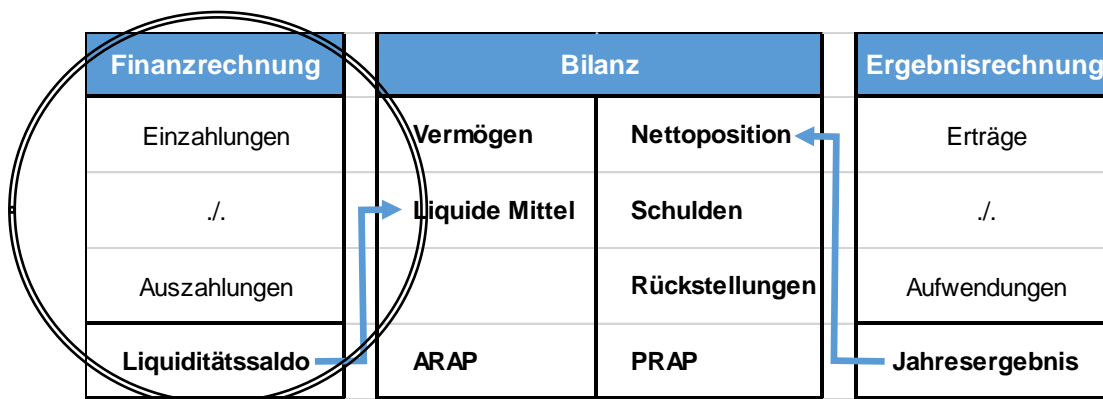 Finanzrechnung Bilanz Ergebnisrechnung
Einzahlungen Vermögen Nettoposition Erträge
./. Liquide Mittel Schulden ./.
Auszahlungen Rückstellungen Aufwendungen
Liquiditätssaldo ARAP PRAP Jahresergebnis